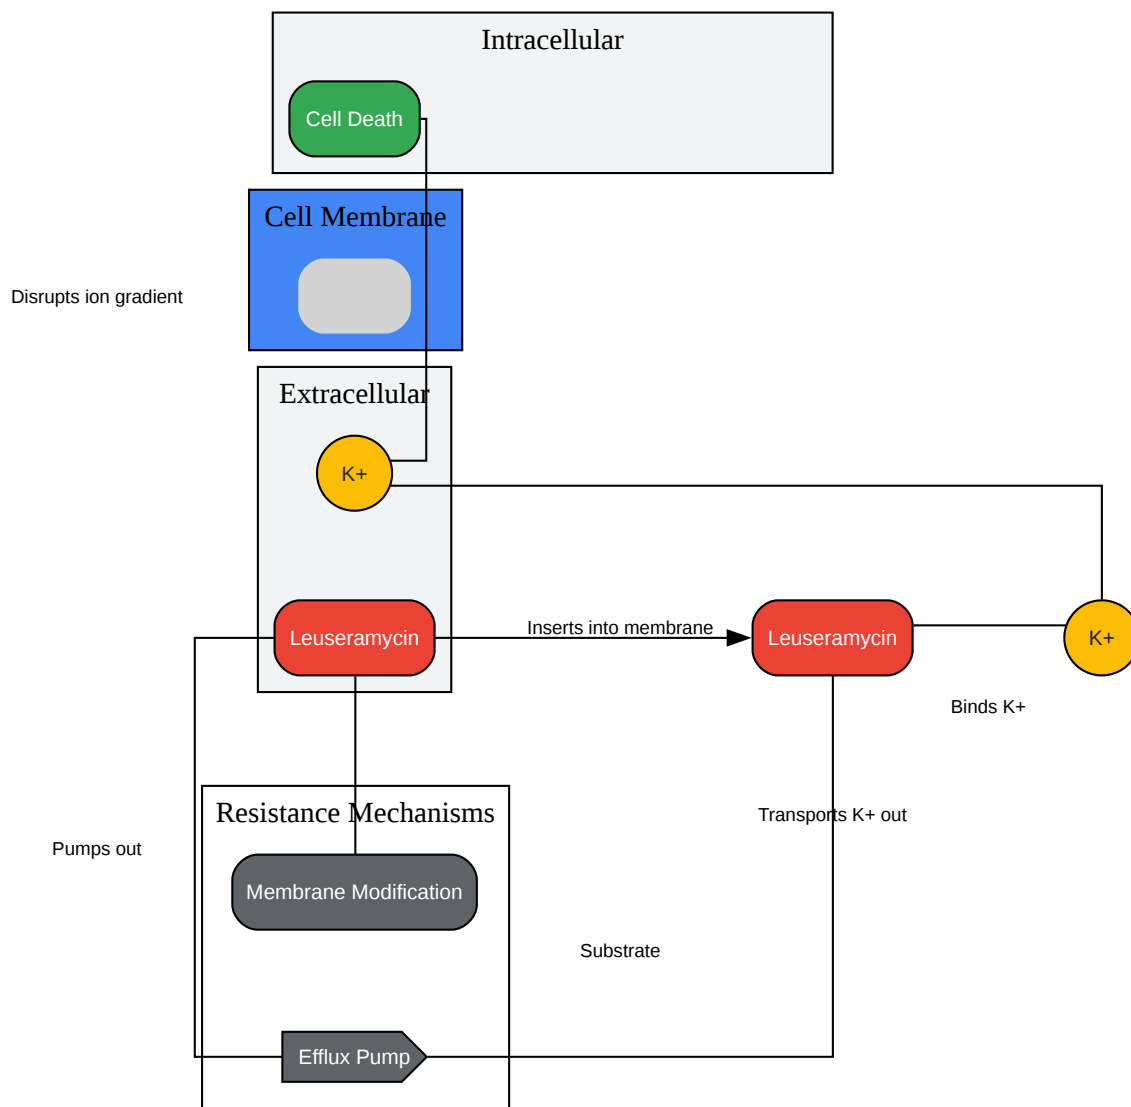 Intracellular
Cell Death
Cell Membrane
Disrupts ion gradient
Extracellular
K+
Leuseramycin
Inserts into membrane
Leuseramycin
K+
Binds K+
Resistance Mechanisms
Transports K+ out
Pumps out
Membrane Modification
Substrate
Efflux Pump